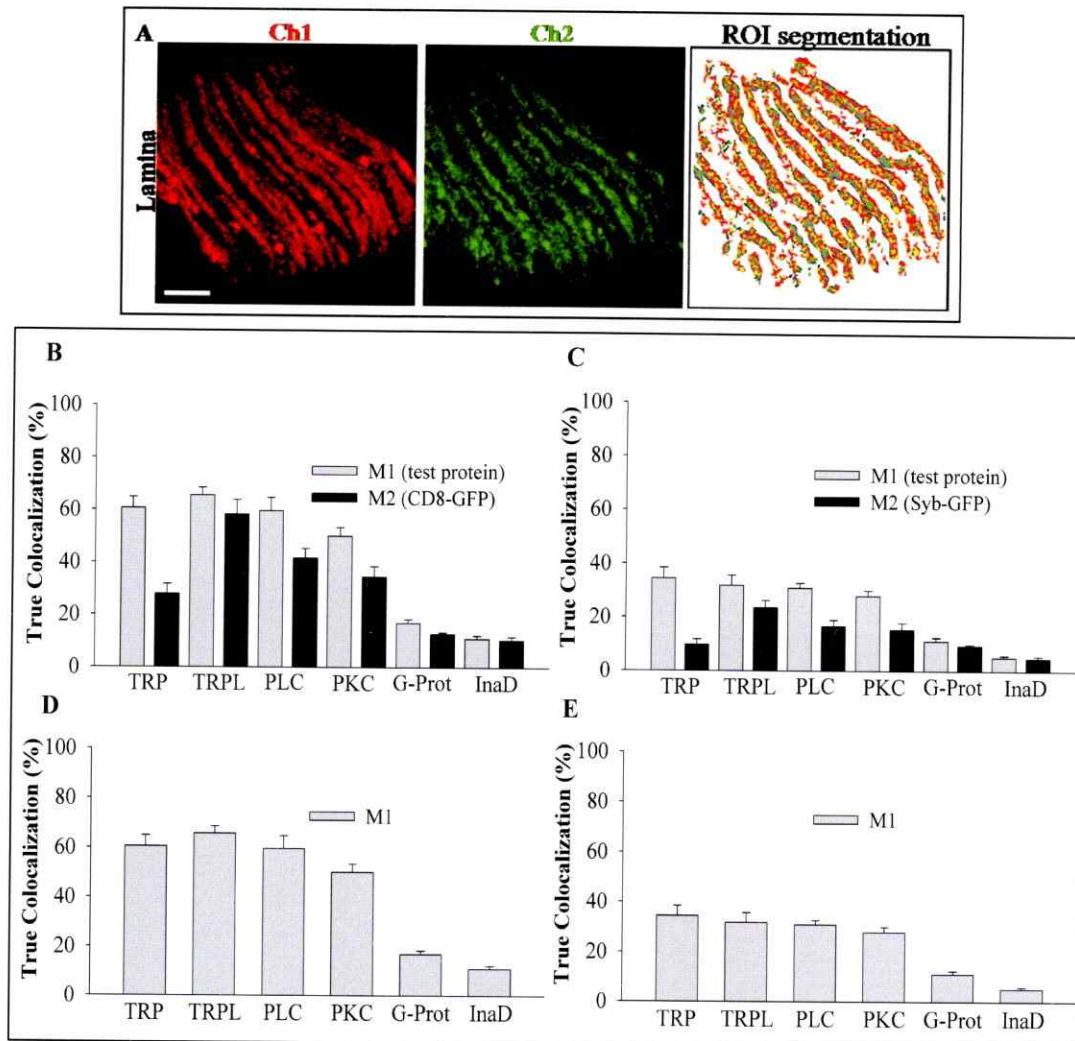 A
Ch1
Ch2
ROI segmentation
Lamina
B
True Colocalization (%)
100
80
60
40
20
0
M1 (test protein)
M2 (CD8-GFP)
TRP TRPL PLC PKC G-Prot InaD
C
True Colocalization (%)
100
80
60
40
20
0
M1 (test protein)
M2 (Syb-GFP)
TRP TRPL PLC PKC G-Prot InaD
D
True Colocalization (%)
100
80
60
40
20
0
M1
TRP TRPL PLC PKC G-Prot InaD
E
True Colocalization (%)
100
80
60
40
20
0
M1
TRP TRPL PLC PKC G-Prot InaD